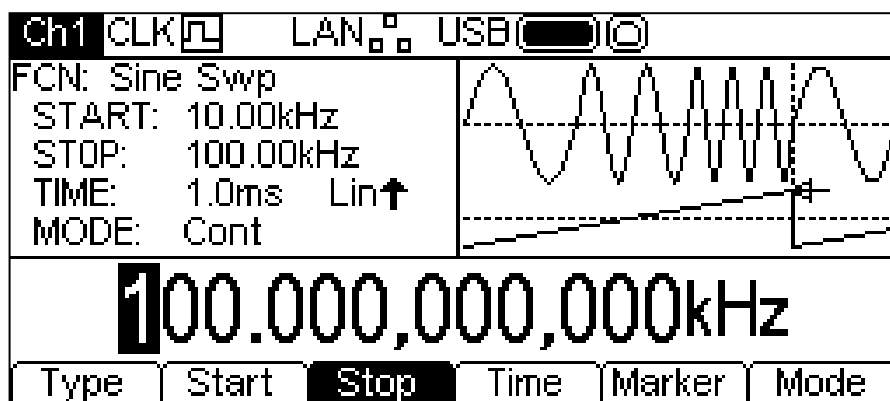 Ch1 CLK LAN USB
FCN: Sine Swp
START: 10.00kHz
STOP: 100.00kHz
TIME: 1.0ms Lin↑
MODE: Cont
100.000,000,000kHz
Type Start Stop Time Marker Mode